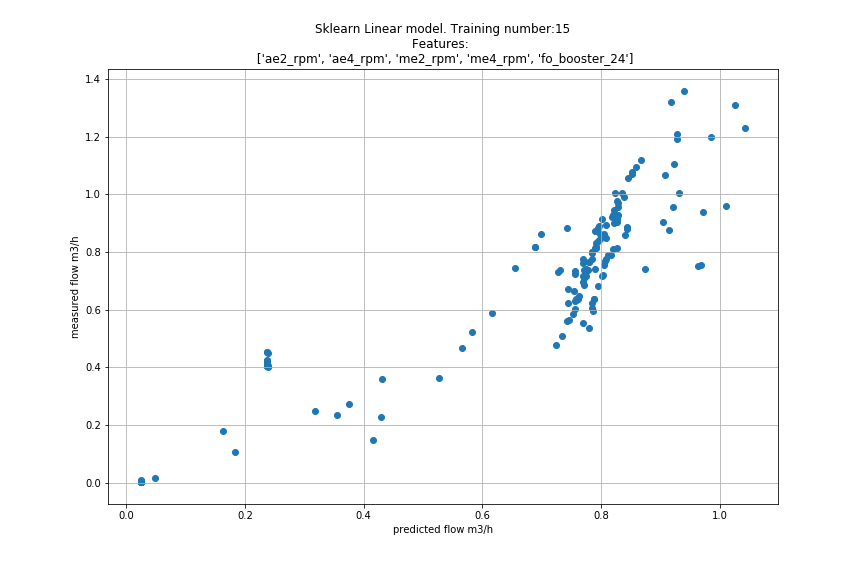 Sklearn Linear model. Training number:15
Features:
['ae2_rpm', 'ae4_rpm', 'me2_rpm', 'me4_rpm', 'fo_booster_24']
1.4
1.2
1.0
0.8
0.6
0.4
0.2
0.0
measured flow m3/h
0.0 0.2 0.4 0.6 0.8 1.0
predicted flow m3/h